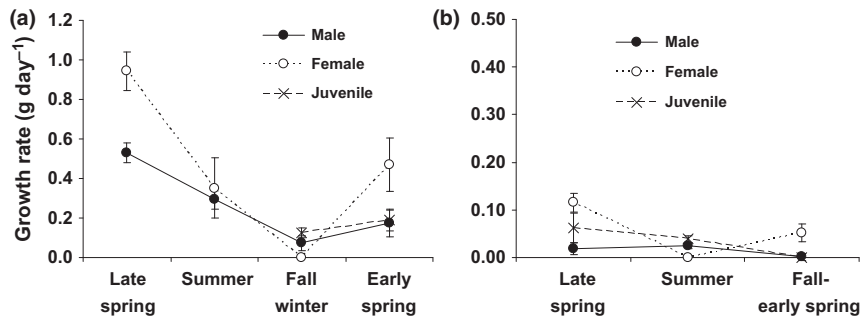 (a)
Growth rate (g day⁻¹)
1.2
1.0
0.8
0.6
0.4
0.2
0.0
Male
Female
Juvenile
Late spring
Summer
Fall winter
Early spring
(b)
0.50
0.40
0.30
0.20
0.10
0.00
Male
Female
Juvenile
Late spring
Summer
Fall-
early spring